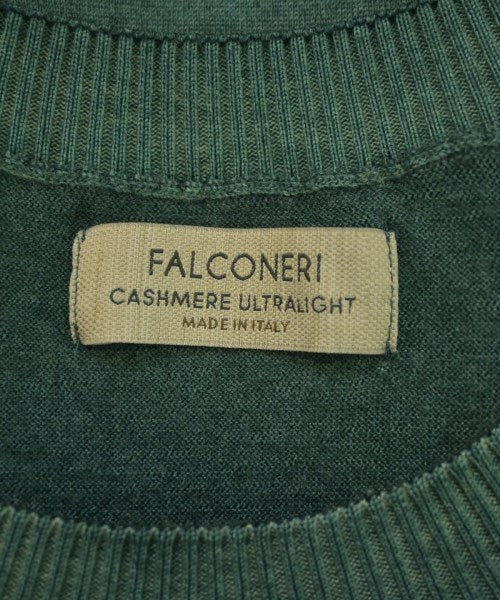 FALCONERI
CASHMERE ULTRALIGHT
MADE IN ITALY